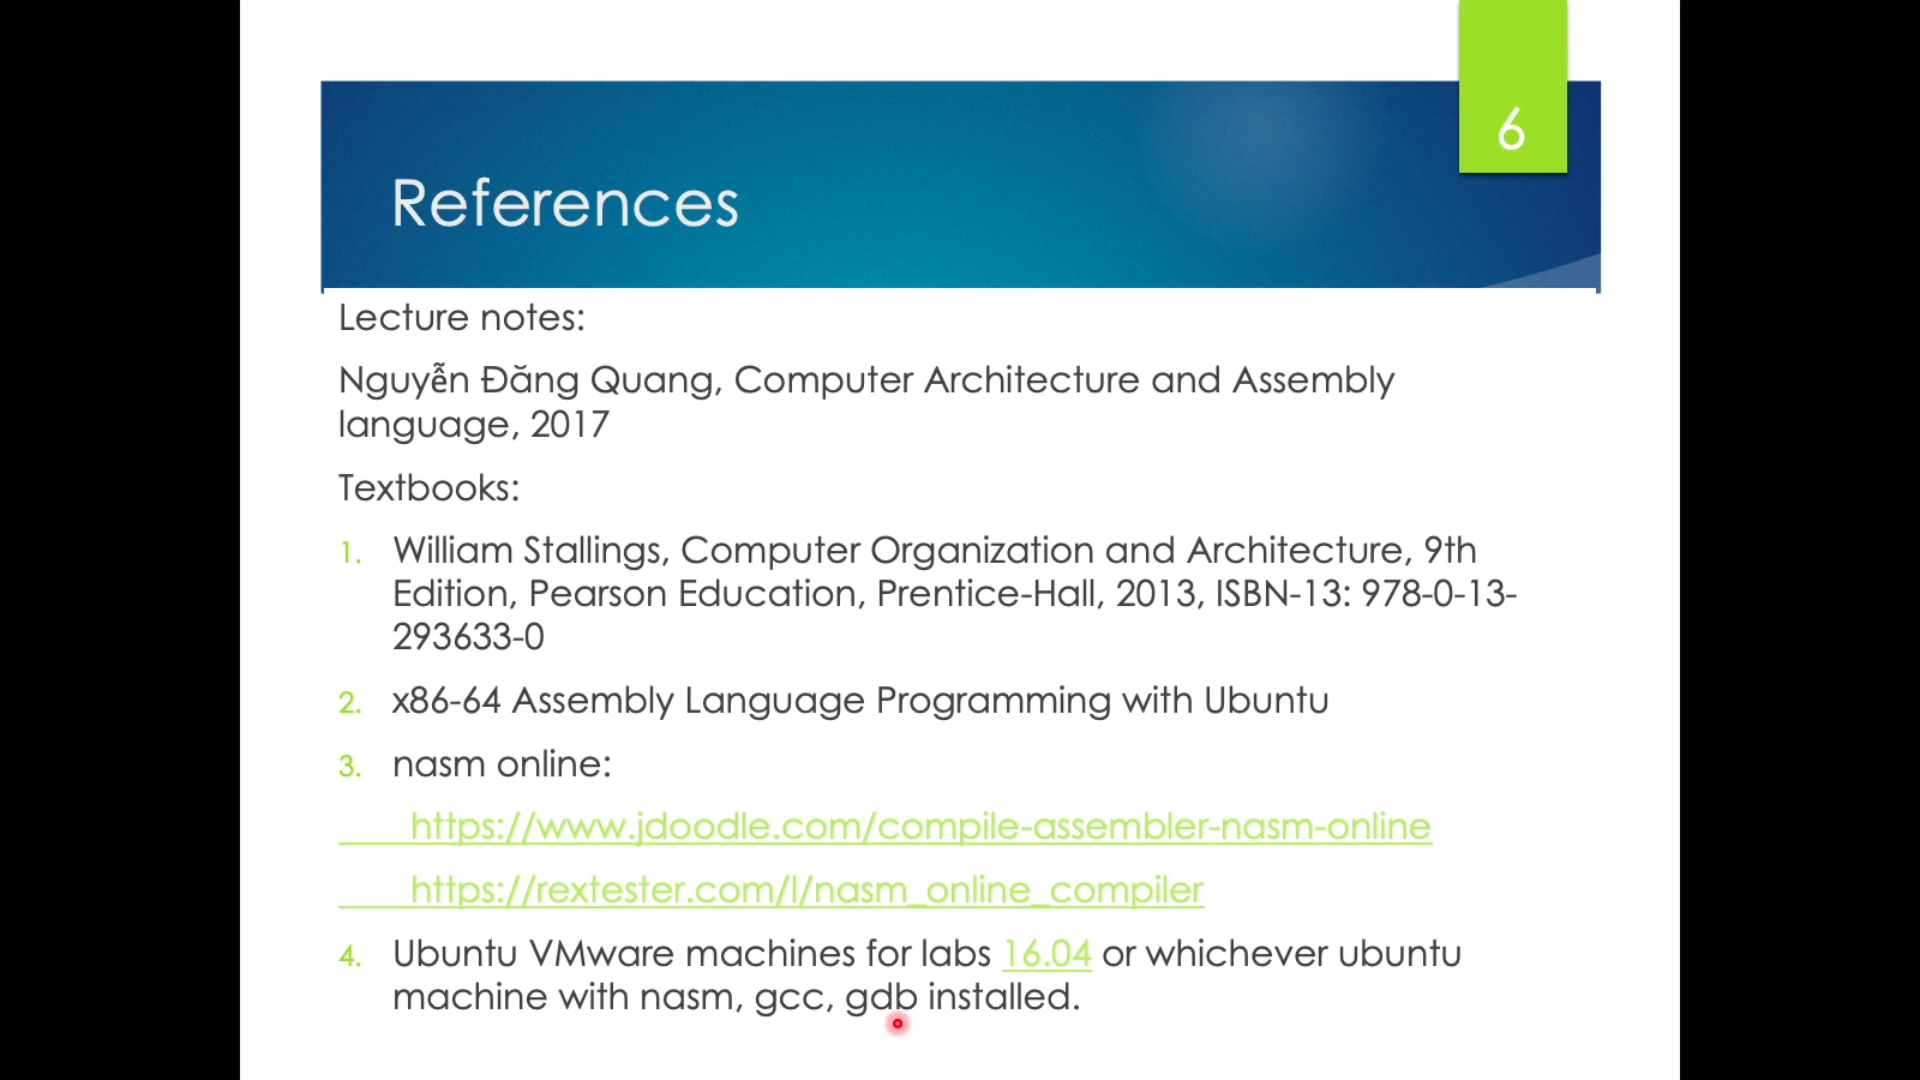 6
References
Lecture notes:
Nguyễn Đăng Quang, Computer Architecture and Assembly
language, 2017
Textbooks:
1. William Stallings, Computer Organization and Architecture, 9th
Edition, Pearson Education, Prentice-Hall, 2013, ISBN-13: 978-0-13-
293633-0
2. x86-64 Assembly Language Programming with Ubuntu
3. nasm online:
https://www.jdoodle.com/compile-assembler-nasm-online
https://rextester.com/l/nasm_online_compiler
4. Ubuntu VMware machines for labs 16.04 or whichever ubuntu
machine with nasm, gcc, gdb installed.